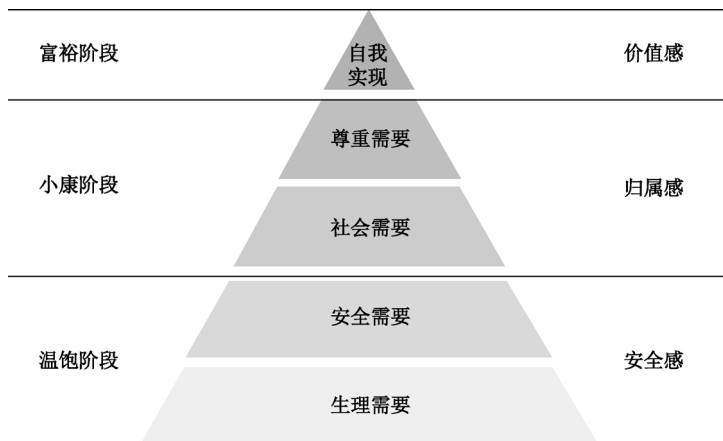 富裕阶段
自我
实现
价值感
尊重需要
小康阶段
归属感
社会需要
安全需要
温饱阶段
安全感
生理需要